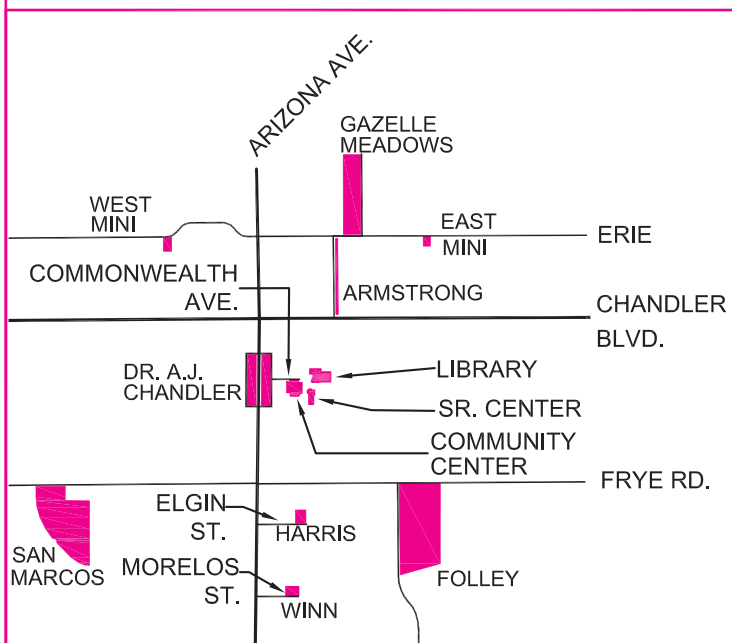 ARIZONA AVE.
GAZELLE
MEADOWS
WEST
MINI
EAST
MINI
ERIE
COMMONWEALTH
AVE.
ARMSTRONG
CHANDLER
BLVD.
DR. A.J.
CHANDLER
LIBRARY
SR. CENTER
COMMUNITY
CENTER
FRYE RD.
ELGIN
ST.
HARRIS
SAN
MARCOS
MORELOS
ST.
WINN
FOLLEY